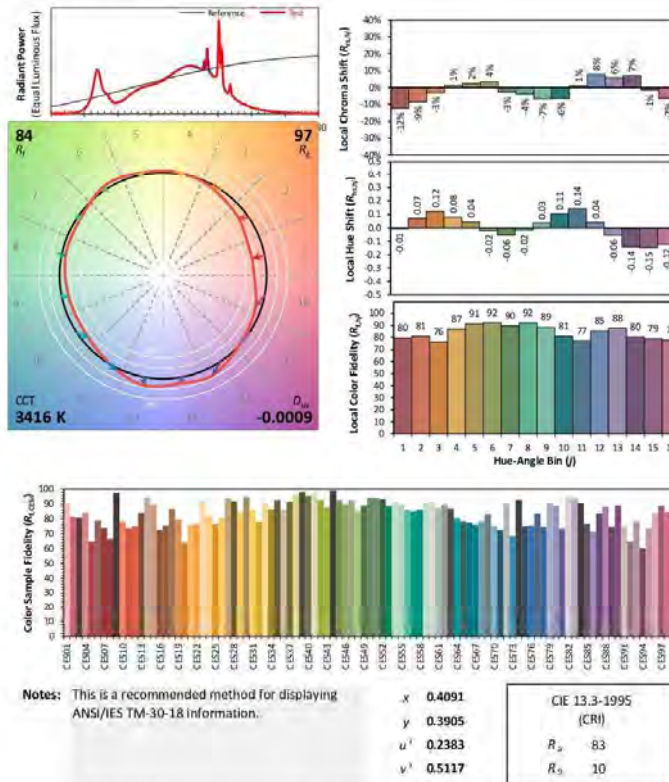 Radiant Power
(Equal Luminous Flux)
Reference
Test
84
Rf
97
Rg
CCT
3416 K
Duv
-0.0009
Local Chroma Shift (Rcs,hj)
40%
30%
20%
10%
0%
-10%
-20%
-30%
-40%
-12%
-9%
-3%
1%
2%
4%
-3%
-4%
-7%
-6%
1%
8%
6%
7%
-1%
Local Hue Shift (Rhs,hj)
0.5
0.4
0.3
0.2
0.1
0.0
-0.1
-0.2
-0.3
-0.4
-0.5
-0.01
0.07
0.12
0.08
0.04
-0.02
-0.06
-0.02
0.03
0.10
0.11
0.14
0.04
-0.06
-0.14
-0.15
-0.12
Local Color Fidelity (Rf,hj)
100
90
80
70
60
50
40
30
20
10
0
80 81 76 87 91 92 90 92 89 81 77 85 88 80 79
1 2 3 4 5 6 7 8 9 10 11 12 13 14 15
Hue-Angle Bin (j)
Color Sample Fidelity (Rf,CESi)
100
90
80
70
60
50
40
30
20
10
0
CES01 CES04 CES07 CES10 CES13 CES16 CES19 CES22 CES25 CES28 CES31 CES34 CES37 CES40 CES43 CES46 CES49 CES52 CES55 CES58 CES61 CES64 CES67 CES70 CES73 CES76 CES79 CES82 CES85 CES88 CES91 CES94 CES97
Notes: This is a recommended method for displaying
ANSI/IES TM-30-18 information.
x 0.4091
y 0.3905
u' 0.2383
v' 0.5117
CIE 13.3-1995
(CRI)
Ra 83
R9 10